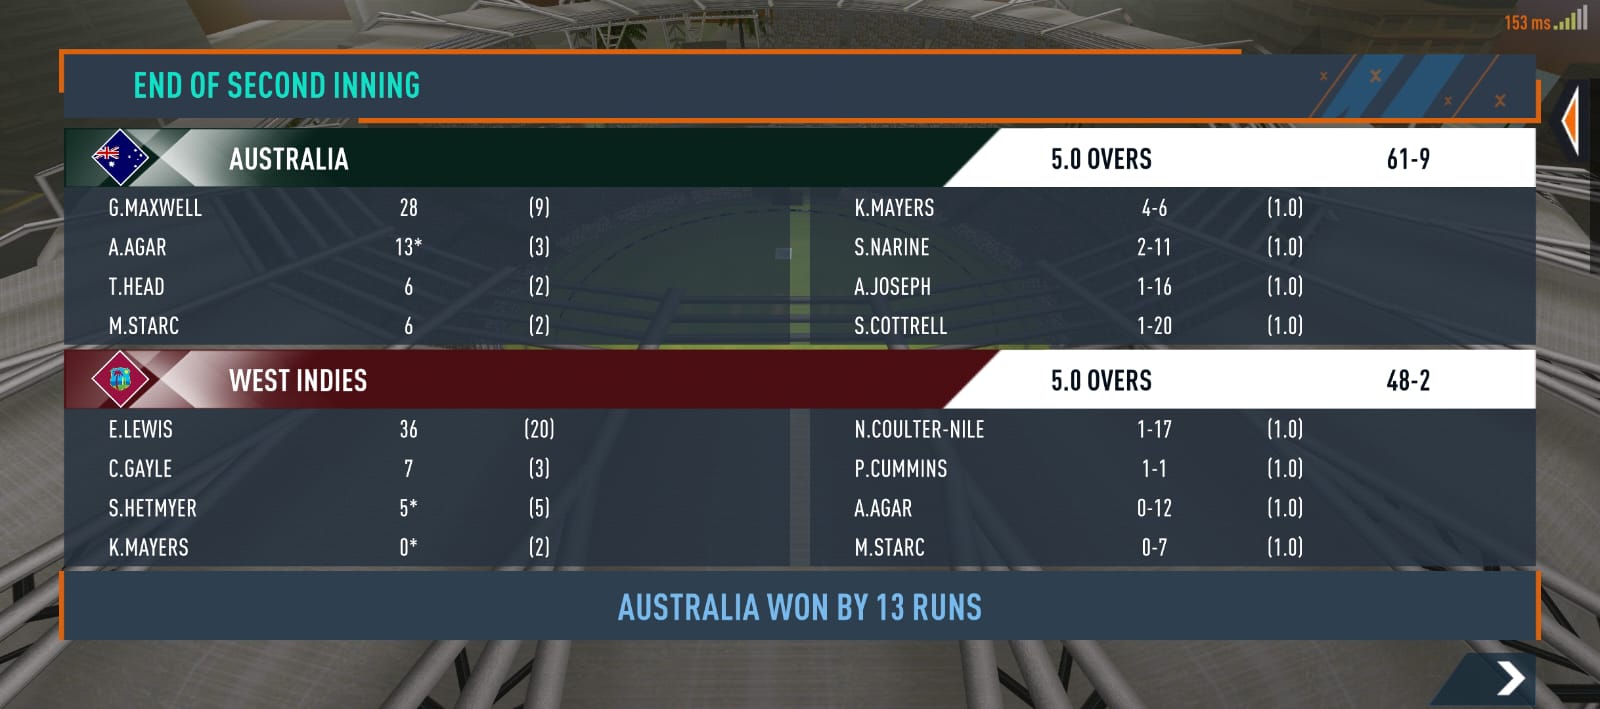 153 ms
END OF SECOND INNING
AUSTRALIA 5.0 OVERS 61-9
G.MAXWELL 28 (9) K.MAYERS 4-6 (1.0)
A.AGAR 13* (3) S.NARINE 2-11 (1.0)
T.HEAD 6 (2) A.JOSEPH 1-16 (1.0)
M.STARC 6 (2) S.COTTRELL 1-20 (1.0)
WEST INDIES 5.0 OVERS 48-2
E.LEWIS 36 (20) N.COULTER-NILE 1-17 (1.0)
C.GAYLE 7 (3) P.CUMMINS 1-1 (1.0)
S.HETMYER 5* (5) A.AGAR 0-12 (1.0)
K.MAYERS 0* (2) M.STARC 0-7 (1.0)
AUSTRALIA WON BY 13 RUNS